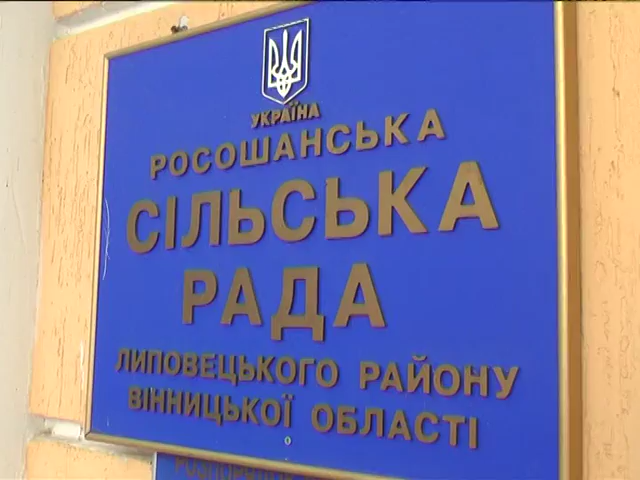 УКРАЇНА
РОСОШАНСЬКА
СІЛЬСЬКА
РАДА
ЛИПОВЕЦЬКОГО РАЙОНУ
ВІННИЦЬКОЇ ОБЛАСТІ